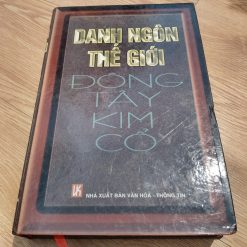 DANH NGÔN
THẾ GIỚI
ĐÔNG
TÂY
KIM
CỔ
NHÀ XUẤT BẢN VĂN HÓA - THÔNG TIN